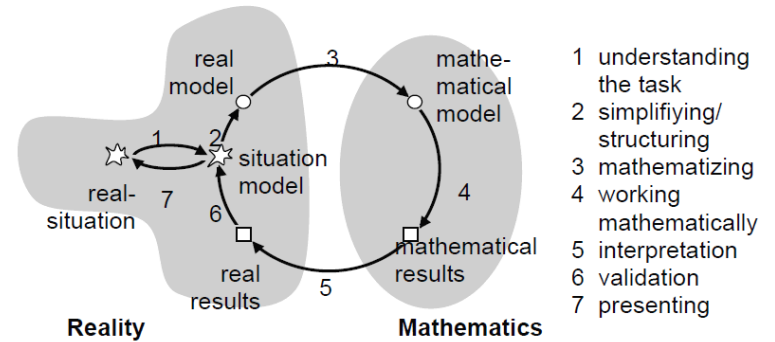 real
model
3
mathe-
matical
model
1
2
situation
model
real-
situation
7
6
4
real
results
5
mathematical
results
Reality
Mathematics
1 understanding
the task
2 simplifiying/
structuring
3 mathematizing
4 working
mathematically
5 interpretation
6 validation
7 presenting